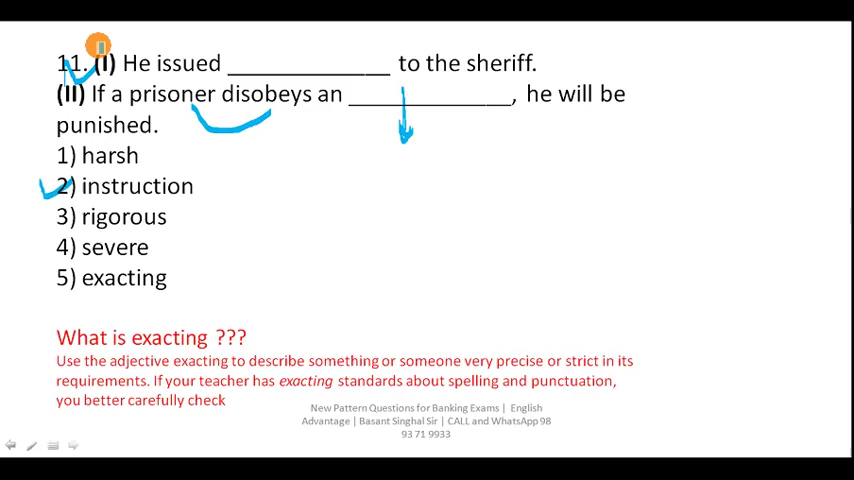 11. (I) He issued _____________ to the sheriff.
(II) If a prisoner disobeys an _____________, he will be
punished.
1) harsh
2) instruction
3) rigorous
4) severe
5) exacting
What is exacting ???
Use the adjective exacting to describe something or someone very precise or strict in its
requirements. If your teacher has exacting standards about spelling and punctuation,
you better carefully check
New Pattern Questions for Banking Exams | English
Advantage | Basant Singhal Sir | CALL and WhatsApp 98
93 71 9933